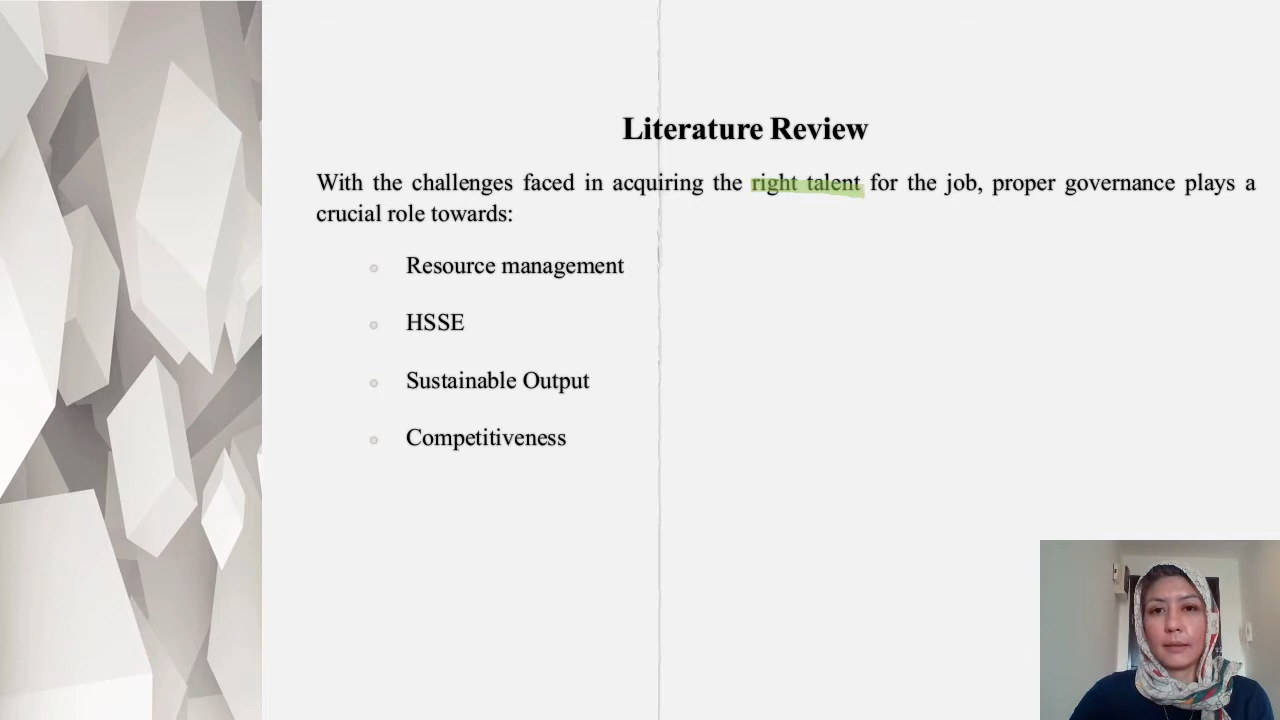 Literature Review
With the challenges faced in acquiring the right talent for the job, proper governance plays a
crucial role towards:
Resource management
HSSE
Sustainable Output
Competitiveness